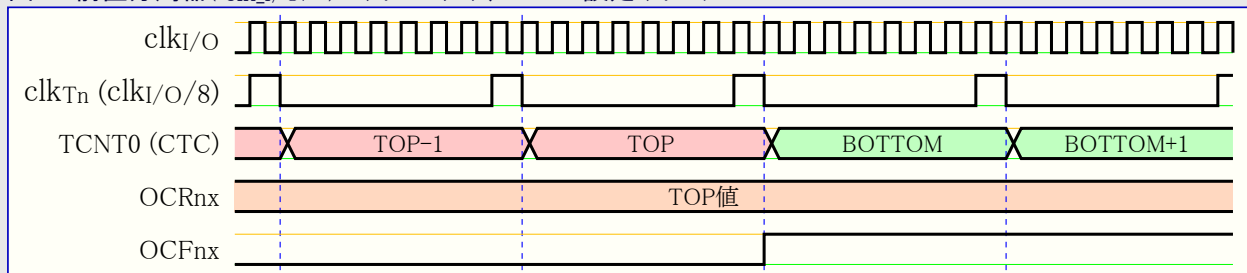 clkI/O
clkTn (clkI/O/8)
TCNT0 (CTC) TOP-1 TOP BOTTOM BOTTOM+1
OCRnx TOP値
OCFnx